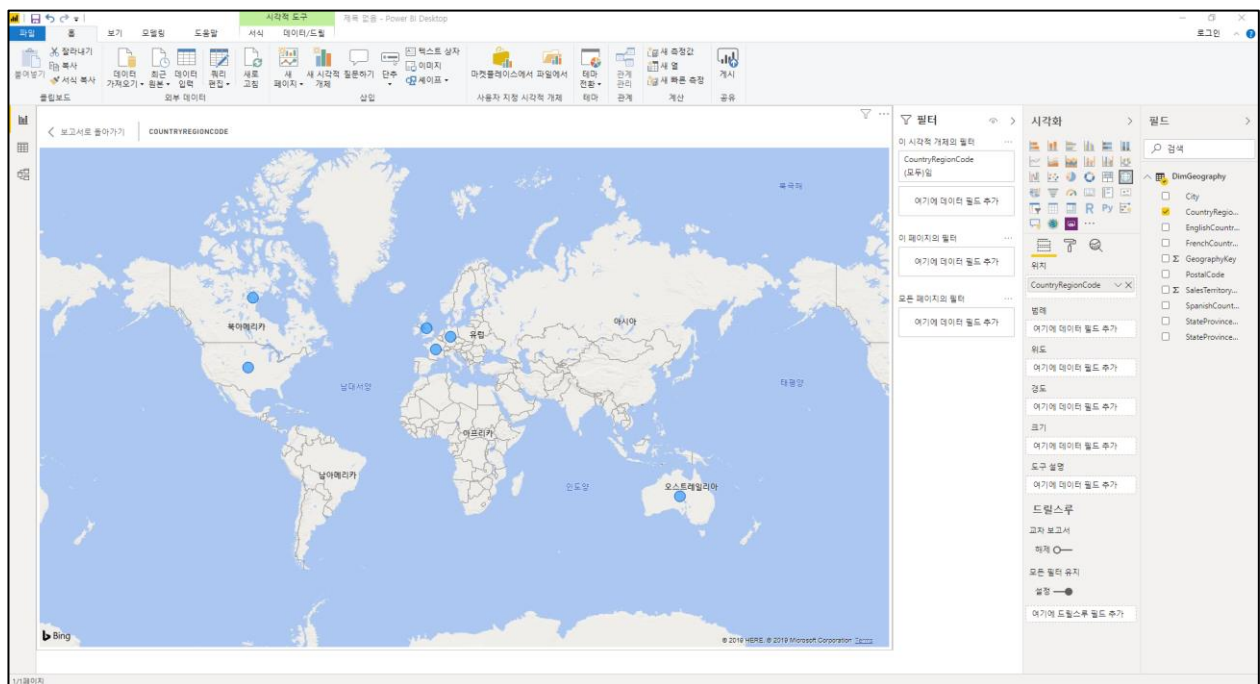 시각적 도구
제목 없음 - Power BI Desktop
파일
홈
보기
모델링
도움말
서식
데이터/드릴
로그인
붙여넣기
잘라내기
복사
서식 복사
클립보드
데이터 가져오기
최근 원본
데이터 입력
쿼리 편집
외부 데이터
새로 고침
새 페이지
새 시각적 개체
질문하기
단추
텍스트 상자
이미지
셰이프
삽입
마켓플레이스에서
파일에서
사용자 지정 시각적 개체
테마 전환
테마
관계 관리
관계
새 측정값
새 열
새 빠른 측정
계산
게시
공유
보고서로 돌아가기
COUNTRYREGIONCODE
북극해
북아메리카
유럽
아시아
북대서양
태평양
아프리카
남아메리카
인도양
오스트레일리아
Bing
© 2019 HERE, © 2019 Microsoft Corporation Terms
필터
이 시각적 개체의 필터
CountryRegionCode
(모두)임
여기에 데이터 필드 추가
이 페이지의 필터
여기에 데이터 필드 추가
모든 페이지의 필터
여기에 데이터 필드 추가
시각화
R Py
위치
CountryRegionCode
범례
여기에 데이터 필드 추가
위도
여기에 데이터 필드 추가
경도
여기에 데이터 필드 추가
크기
여기에 데이터 필드 추가
도구 설명
여기에 데이터 필드 추가
드릴스루
교차 보고서
해제
모든 필터 유지
설정
여기에 드릴스루 필드 추가
필드
검색
DimGeography
City
CountryRegio...
EnglishCountr...
FrenchCountr...
Σ GeographyKey
PostalCode
Σ SalesTerritory...
SpanishCount...
StateProvince...
StateProvince...
1/1페이지